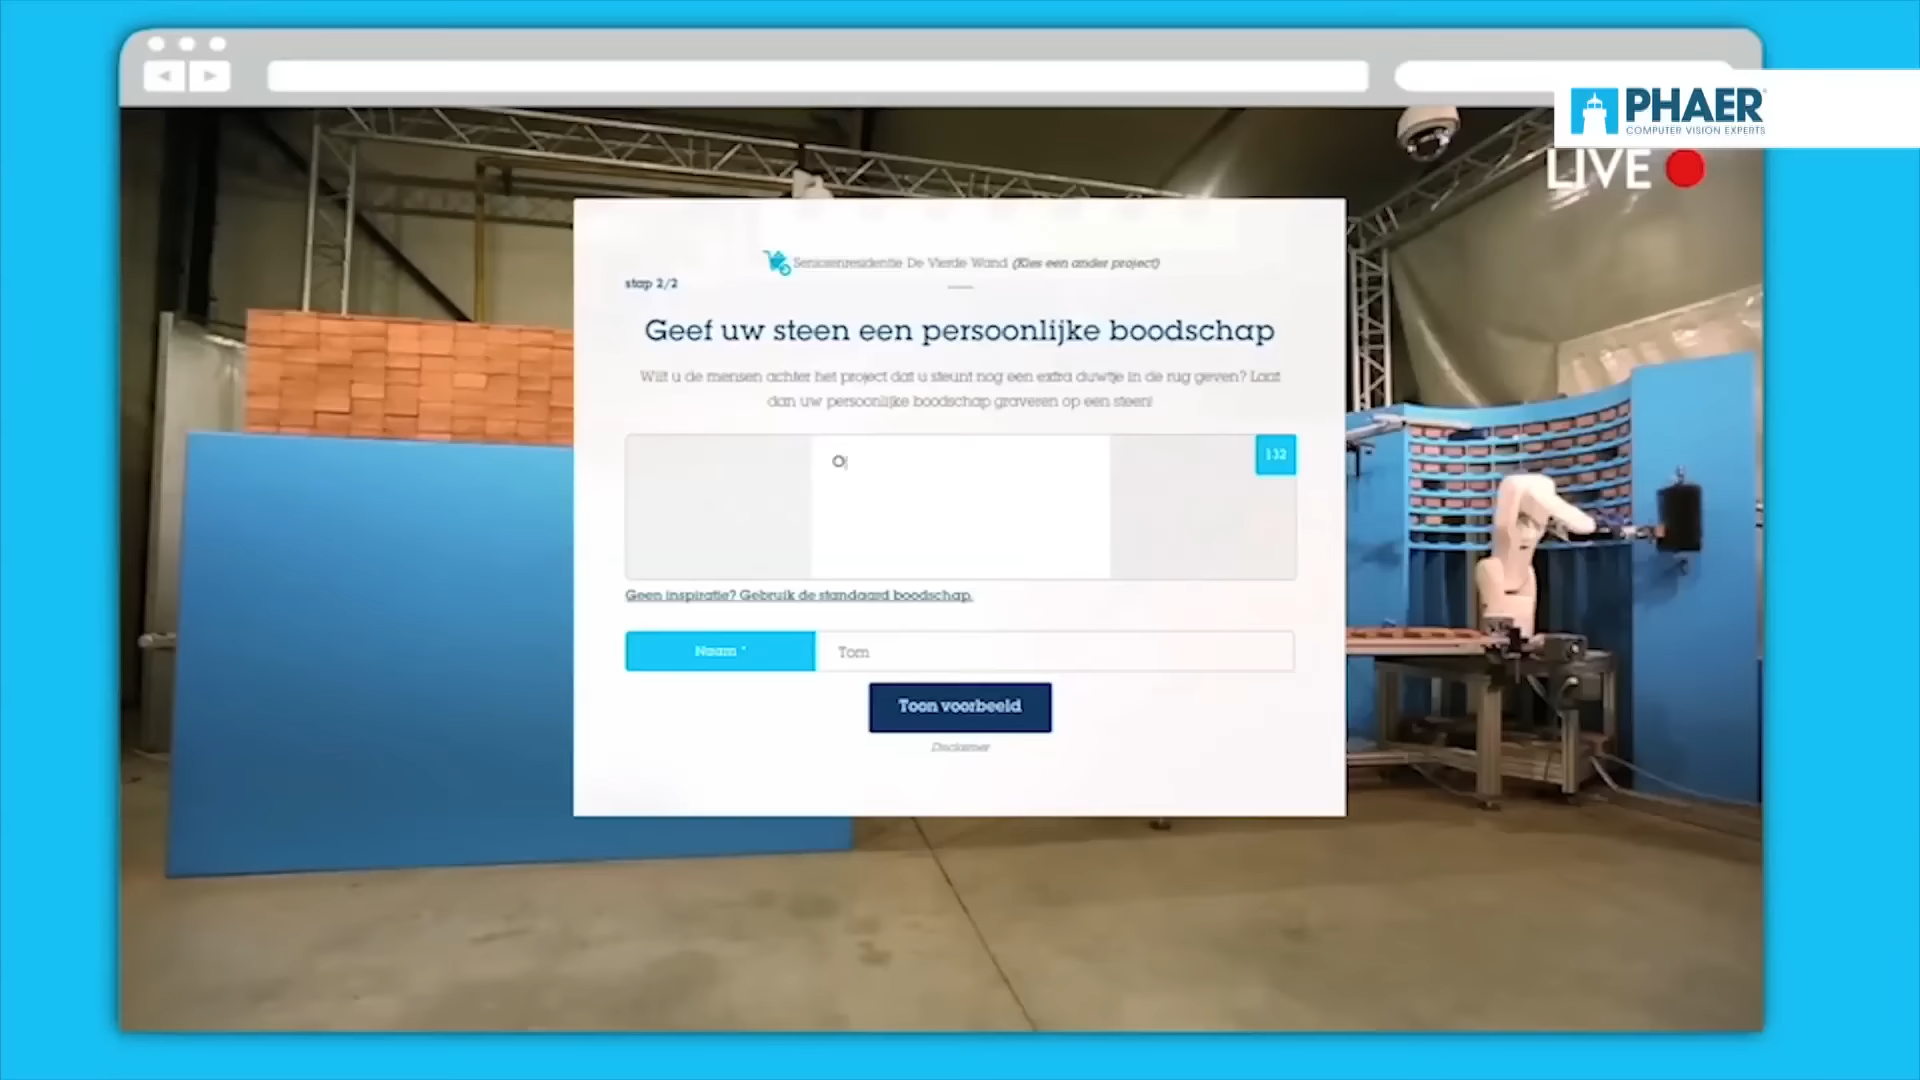 PHAER
COMPUTER VISION EXPERTS
LIVE
Seniorenresidentie De Vierde Wand (Kies een ander project)
stap 2/2
Geef uw steen een persoonlijke boodschap
Wilt u de mensen achter het project dat u steunt nog een extra duwtje in de rug geven? Laat
dan uw persoonlijke boodschap graveren op een steen!
O
132
Geen inspiratie? Gebruik de standaard boodschap.
Naam *
Tom
Toon voorbeeld
Disclaimer